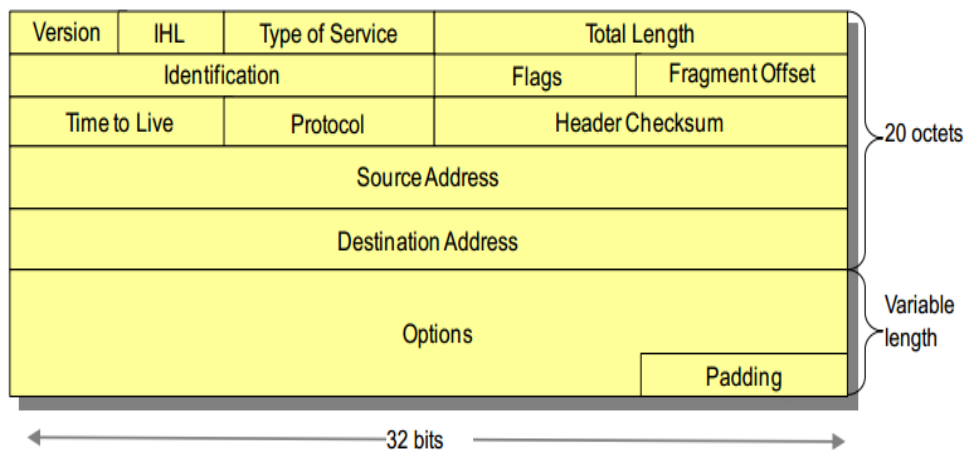 Version IHL Type of Service Total Length
Identification Flags Fragment Offset
Time to Live Protocol Header Checksum
20 octets
Source Address
Destination Address
Options
Variable
length
Padding
32 bits